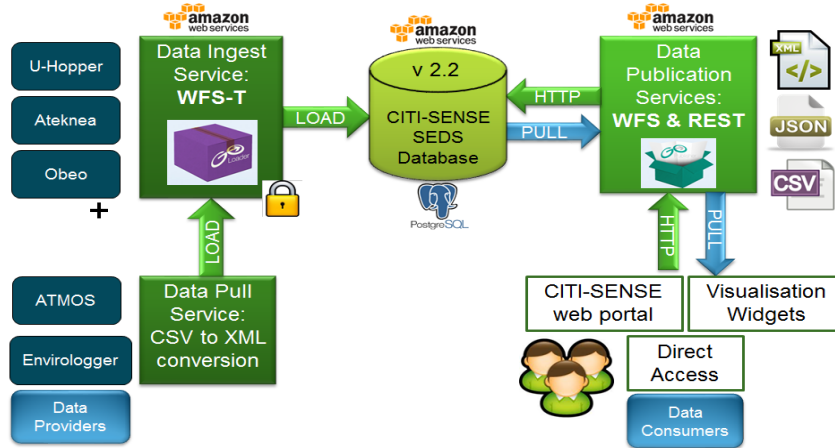 amazon
web services
U-Hopper
Ateknea
Obeo
+
ATMOS
Envirologger
Data
Providers
Data Ingest
Service:
WFS-T
Loader
LOAD
Data Pull
Service:
CSV to XML
conversion
LOAD
amazon
web services
v 2.2
CITI-SENSE
SEDS
Database
PostgreSQL
HTTP
PULL
amazon
web services
Data
Publication
Services:
WFS & REST
XML
</>
JSON
CSV
HTTP
PULL
CITI-SENSE
web portal
Visualisation
Widgets
Direct
Access
Data
Consumers